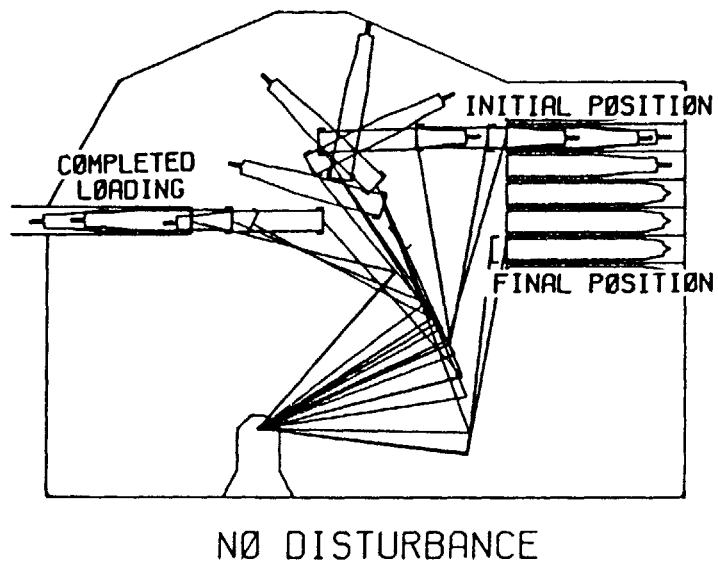 INITIAL PØSITIØN
CØMPLETED
LØADING
FINAL PØSITIØN
NØ DISTURBANCE